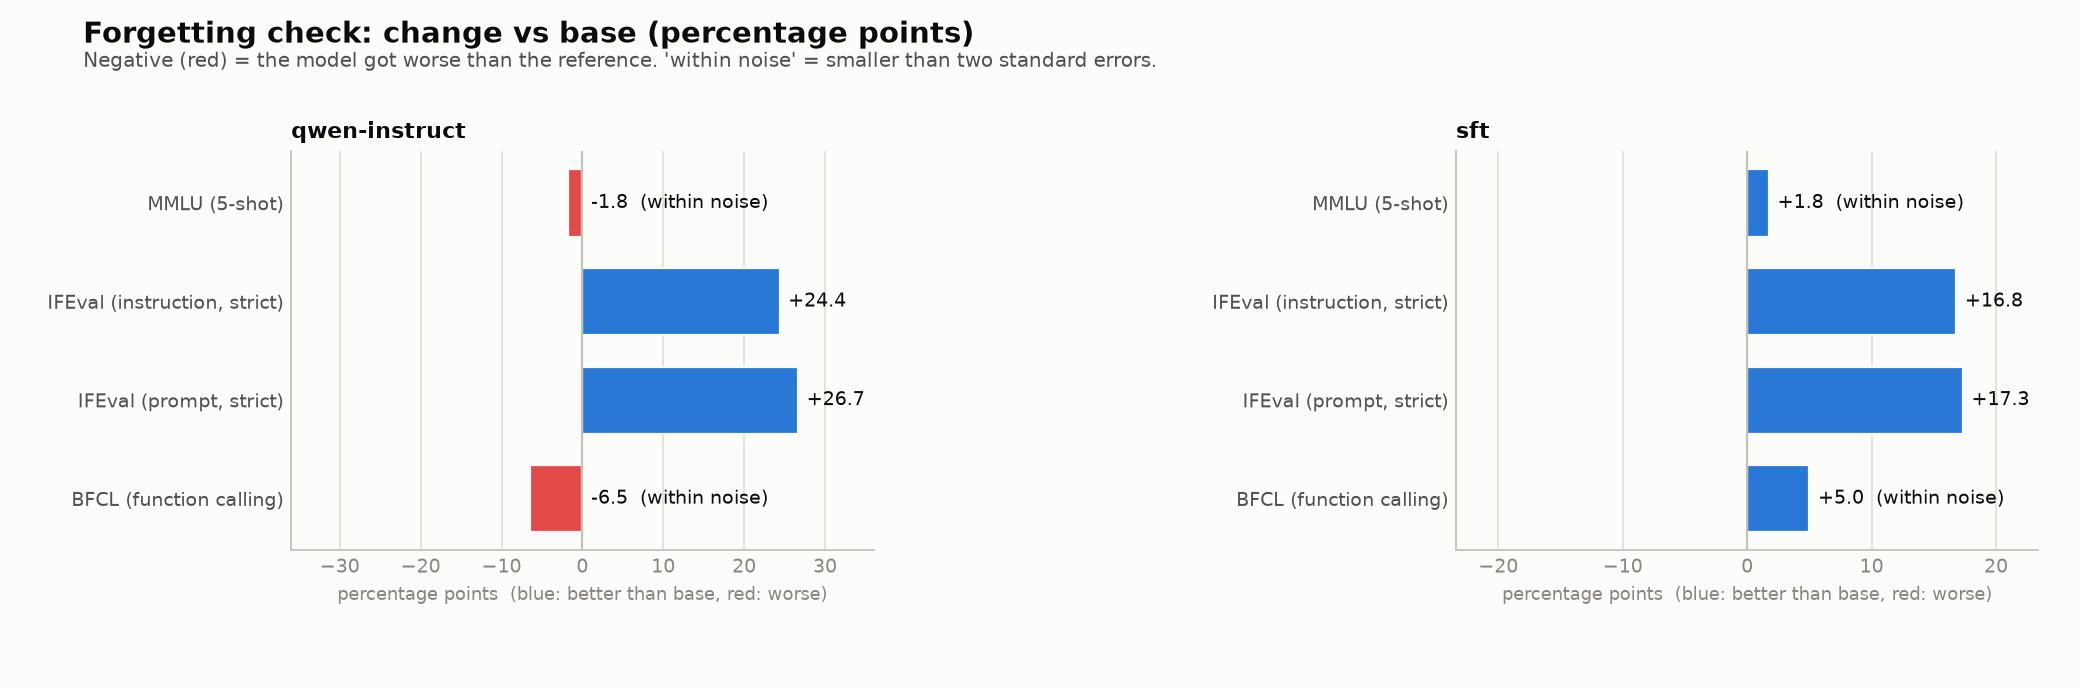 Forgetting check: change vs base (percentage points)
Negative (red) = the model got worse than the reference. 'within noise' = smaller than two standard errors.
qwen-instruct
MMLU (5-shot)
-1.8 (within noise)
IFEval (instruction, strict)
+24.4
IFEval (prompt, strict)
+26.7
BFCL (function calling)
-6.5 (within noise)
−30 −20 −10 0 10 20 30
percentage points (blue: better than base, red: worse)
sft
MMLU (5-shot)
+1.8 (within noise)
IFEval (instruction, strict)
+16.8
IFEval (prompt, strict)
+17.3
BFCL (function calling)
+5.0 (within noise)
−20 −10 0 10 20
percentage points (blue: better than base, red: worse)